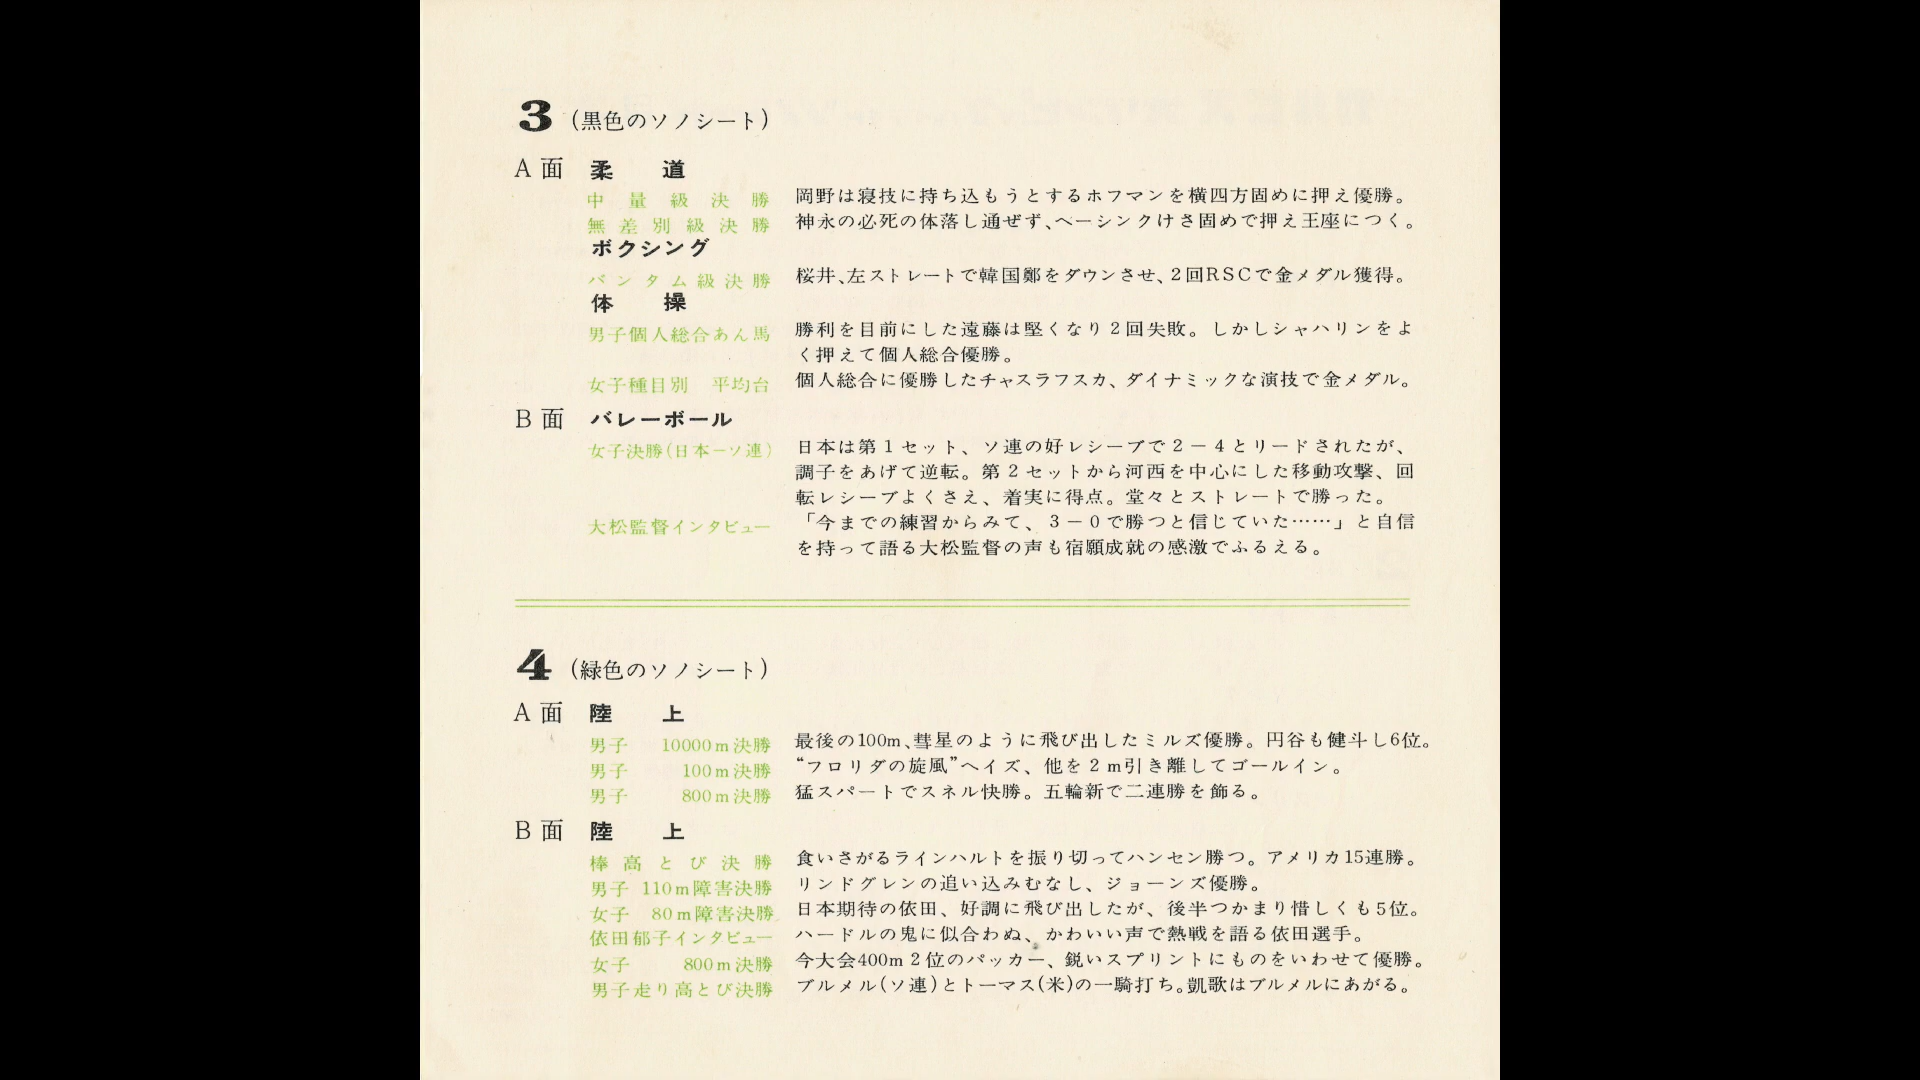 3 (黒色のソノシート)
A面 柔道
中量級決勝 岡野は寝技に持ち込もうとするホフマンを横四方固めに押え優勝。
無差別級決勝 神永の必死の体落し通ぜず、ヘーシンクけさ固めで押え王座につく。
ボクシング
バンタム級決勝 桜井、左ストレートで韓国鄭をダウンさせ、2回RSCで金メダル獲得。
体操
男子個人総合あん馬 勝利を目前にした遠藤は堅くなり2回失敗。しかしシャハリンをよ
く押えて個人総合優勝。
女子種目別 平均台 個人総合に優勝したチャスラフスカ、ダイナミックな演技で金メダル。
B面 バレーボール
女子決勝(日本−ソ連) 日本は第1セット、ソ連の好レシーブで2−4とリードされたが、
調子をあげて逆転。第2セットから河西を中心にした移動攻撃、回
転レシーブよくさえ、着実に得点。堂々とストレートで勝った。
大松監督インタビュー 「今までの練習からみて、3−0で勝つと信じていた……」と自信
を持って語る大松監督の声も宿願成就の感激でふるえる。
4 (緑色のソノシート)
A面 陸上
男子 10000m決勝 最後の100m、彗星のように飛び出したミルズ優勝。円谷も健斗し6位。
男子 100m決勝 “フロリダの旋風”ヘイズ、他を2m引き離してゴールイン。
男子 800m決勝 猛スパートでスネル快勝。五輪新で二連勝を飾る。
B面 陸上
棒高とび決勝 食いさがるラインハルトを振り切ってハンセン勝つ。アメリカ15連勝。
男子 110m障害決勝 リンドグレンの追い込みむなし、ジョーンズ優勝。
女子 80m障害決勝 日本期待の依田、好調に飛び出したが、後半つかまり惜しくも5位。
依田郁子インタビュー ハードルの鬼に似合わぬ、かわいい声で熱戦を語る依田選手。
女子 800m決勝 今大会400m2位のパッカー、鋭いスプリントにものをいわせて優勝。
男子走り高とび決勝 ブルメル(ソ連)とトーマス(米)の一騎打ち。凱歌はブルメルにあがる。